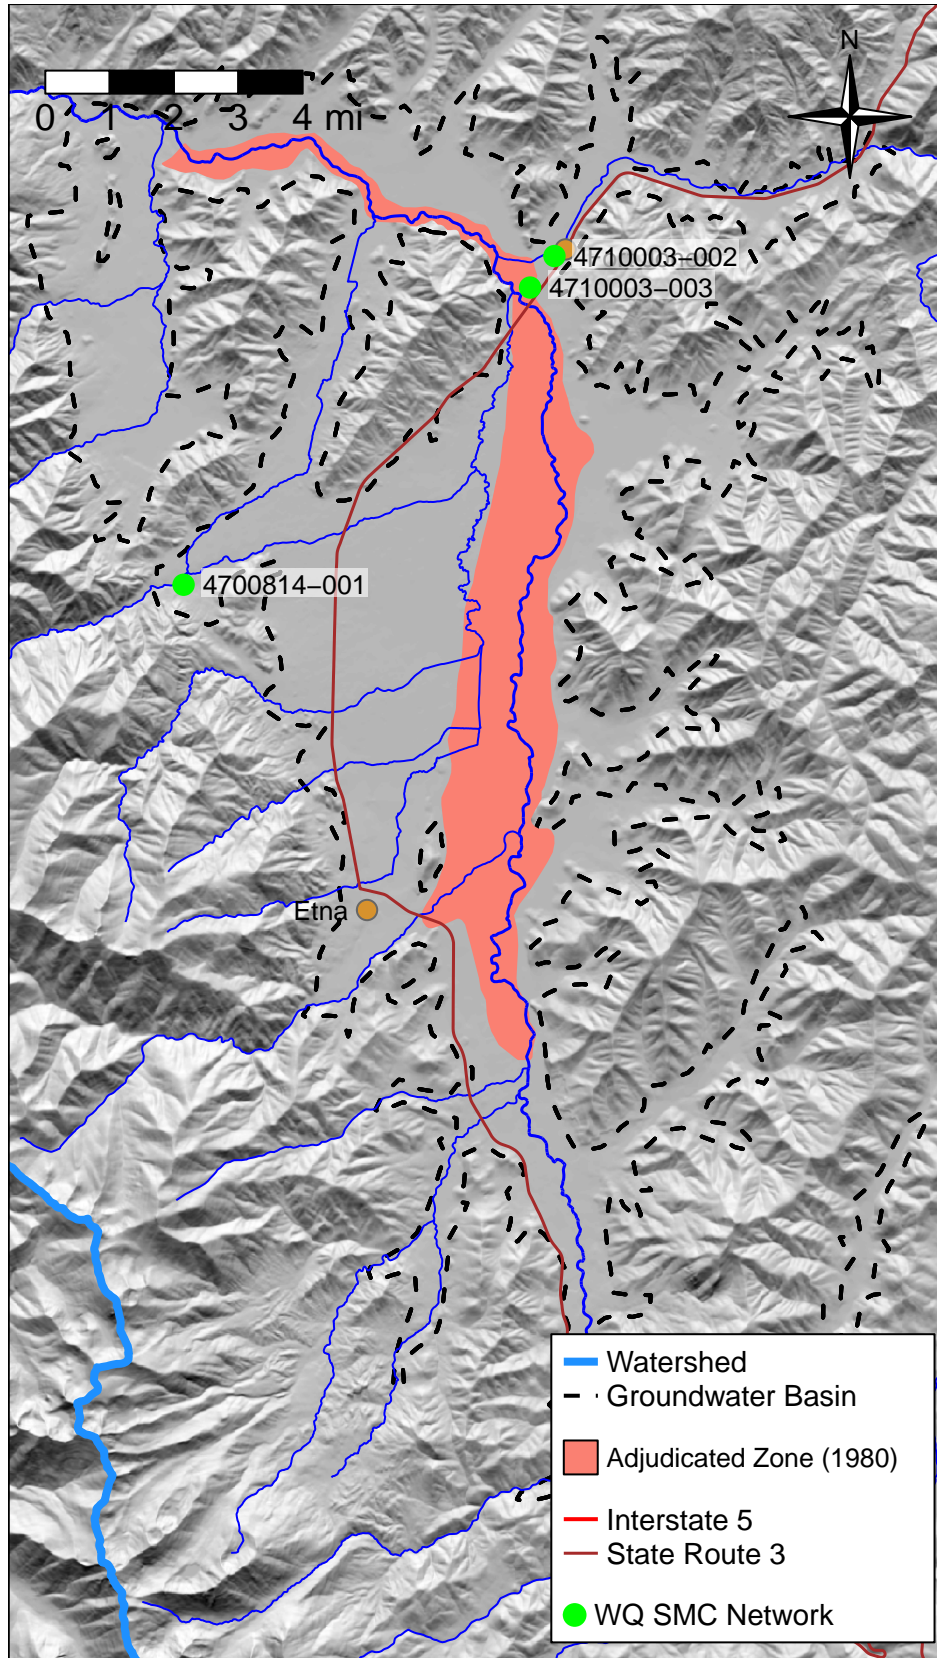 N
0 1 2 3 4 mi
4710003-002
4710003-003
4700814-001
Etna
Watershed
Groundwater Basin
Adjudicated Zone (1980)
Interstate 5
State Route 3
WQ SMC Network